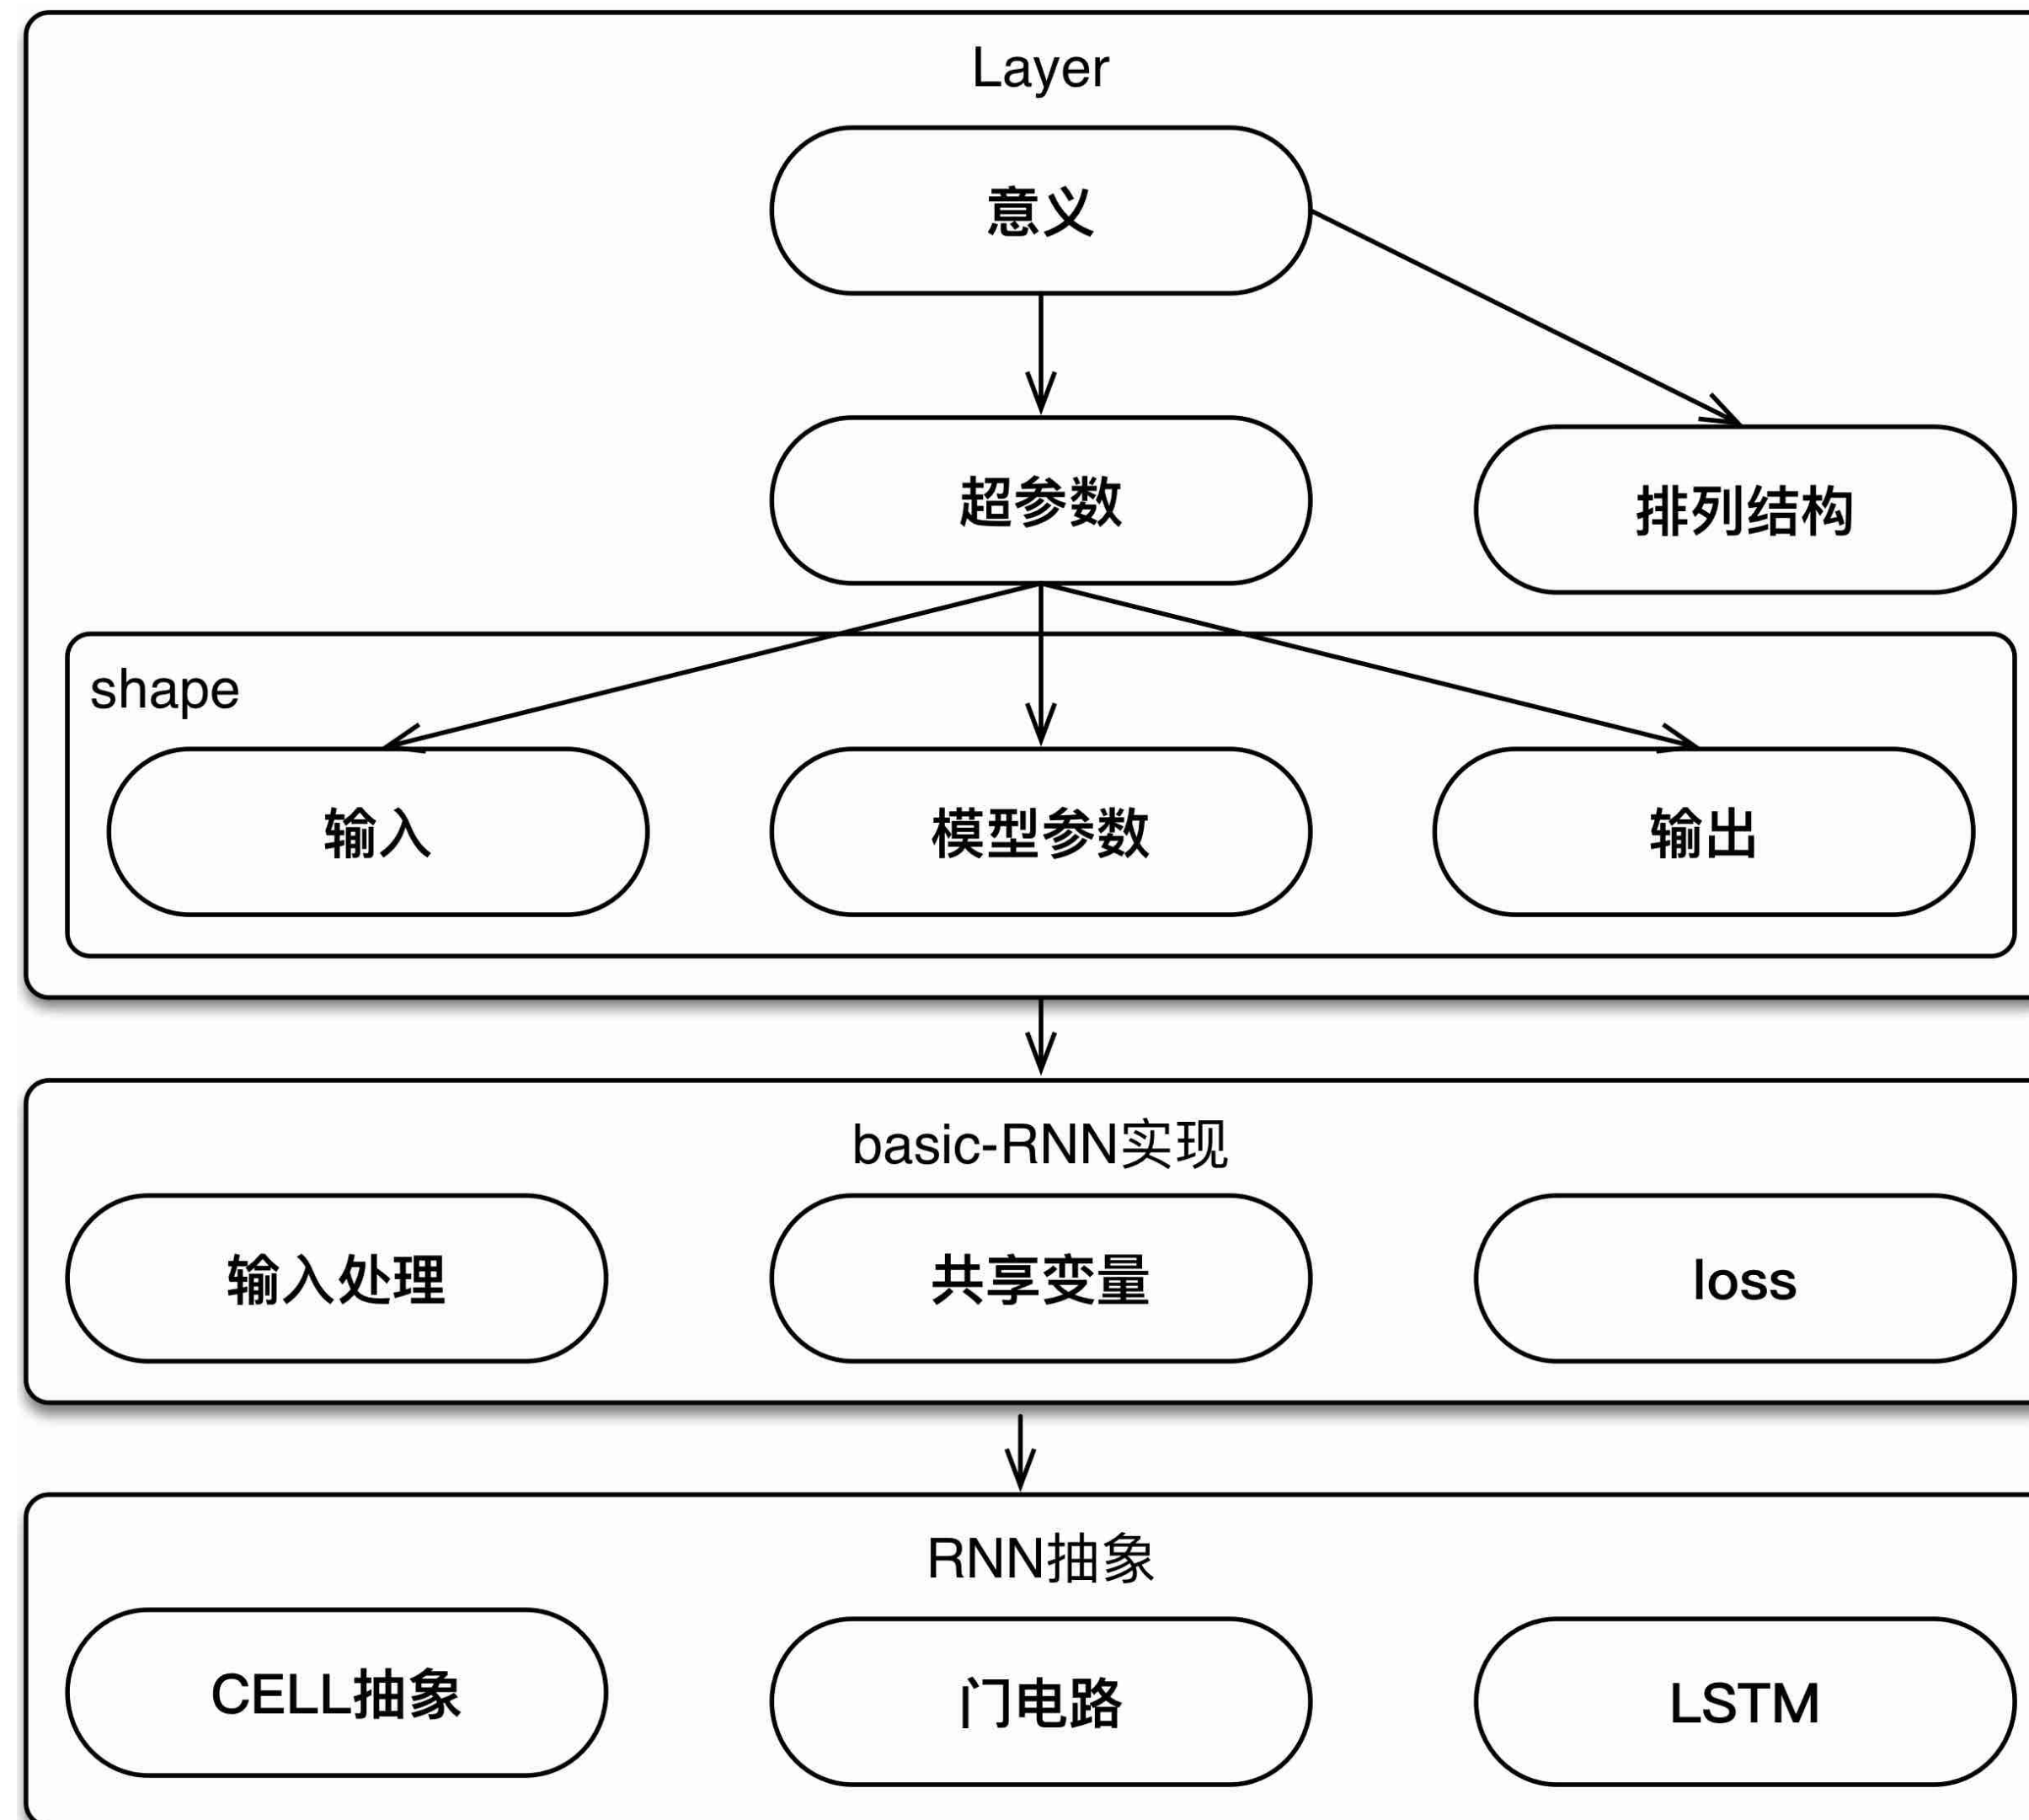 Layer
意义
超参数
排列结构
shape
输入
模型参数
输出
basic-RNN实现
输入处理
共享变量
loss
RNN抽象
CELL抽象
门电路
LSTM